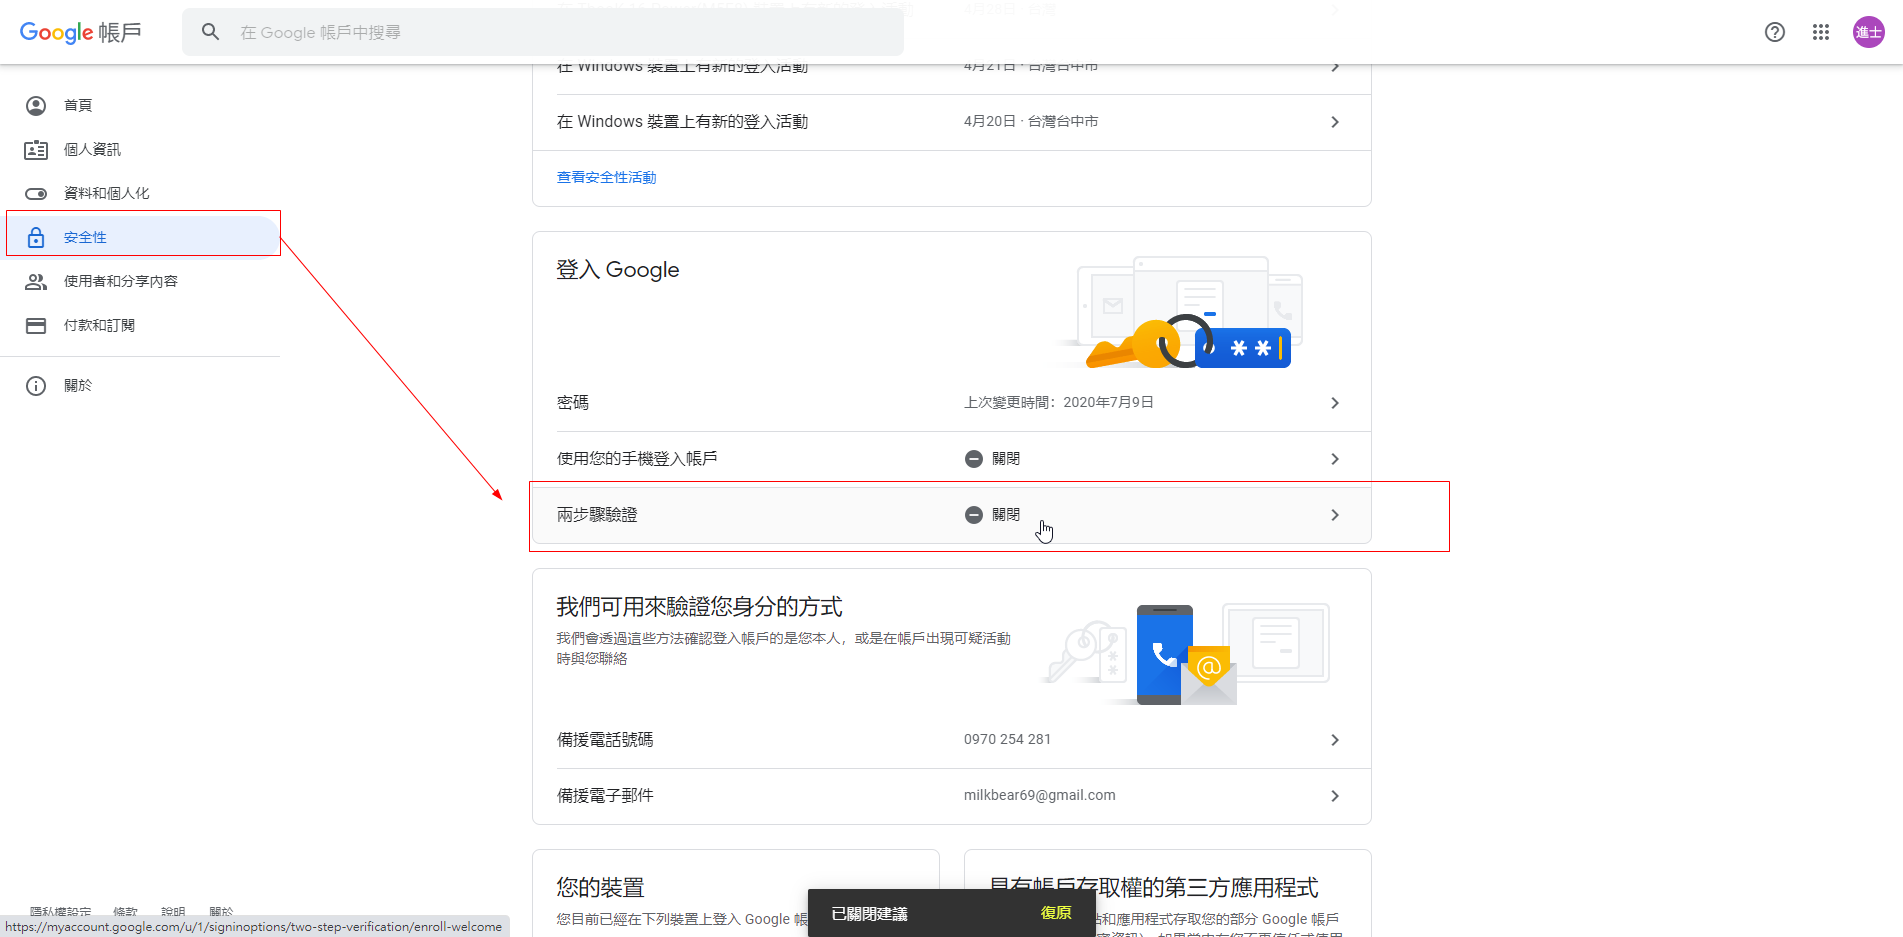 Google 帳戶
在 Google 帳戶中搜尋
進士
首頁
個人資訊
資料和個人化
安全性
使用者和分享內容
付款和訂閱
關於
在 Windows 裝置上有新的登入活動
4月21日 · 台灣台中市
在 Windows 裝置上有新的登入活動
4月20日 · 台灣台中市
查看安全性活動
登入 Google
密碼
上次變更時間：2020年7月9日
使用您的手機登入帳戶
關閉
兩步驟驗證
關閉
我們可用來驗證您身分的方式
我們會透過這些方法確認登入帳戶的是您本人，或是在帳戶出現可疑活動
時與您聯絡
備援電話號碼
0970 254 281
備援電子郵件
milkbear69@gmail.com
您的裝置
您目前已經在下列裝置上登入 Google 帳
具有帳戶存取權的第三方應用程式
點和應用程式存取您的部分 Google 帳戶
已關閉建議
復原
隱私權設定
條款
說明
關於
https://myaccount.google.com/u/1/signinoptions/two-step-verification/enroll-welcome